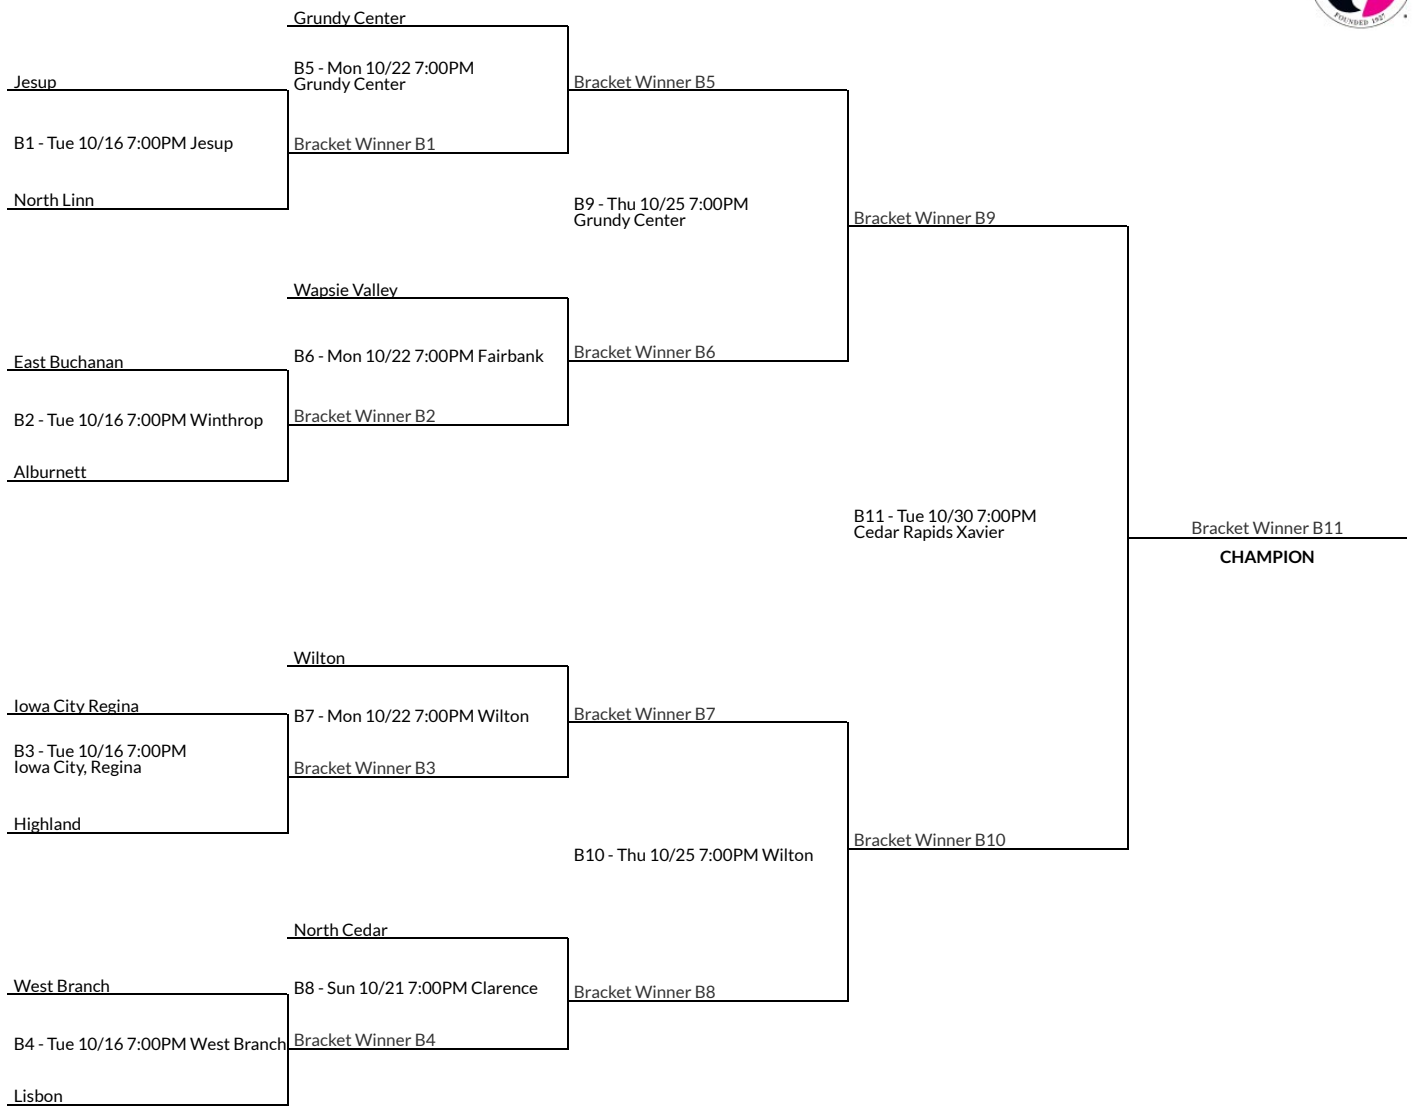 Grundy Center
FOUNDED 1927
B5 - Mon 10/22 7:00PM
Grundy Center
Jesup
Bracket Winner B5
B1 - Tue 10/16 7:00PM Jesup
Bracket Winner B1
North Linn
B9 - Thu 10/25 7:00PM
Grundy Center
Bracket Winner B9
Wapsie Valley
East Buchanan
B6 - Mon 10/22 7:00PM Fairbank
Bracket Winner B6
B2 - Tue 10/16 7:00PM Winthrop
Bracket Winner B2
Alburnett
B11 - Tue 10/30 7:00PM
Cedar Rapids Xavier
Bracket Winner B11
CHAMPION
Wilton
Iowa City Regina
B7 - Mon 10/22 7:00PM Wilton
Bracket Winner B7
B3 - Tue 10/16 7:00PM
Iowa City, Regina
Bracket Winner B3
Highland
B10 - Thu 10/25 7:00PM Wilton
Bracket Winner B10
North Cedar
West Branch
B8 - Sun 10/21 7:00PM Clarence
Bracket Winner B8
B4 - Tue 10/16 7:00PM West Branch
Bracket Winner B4
Lisbon